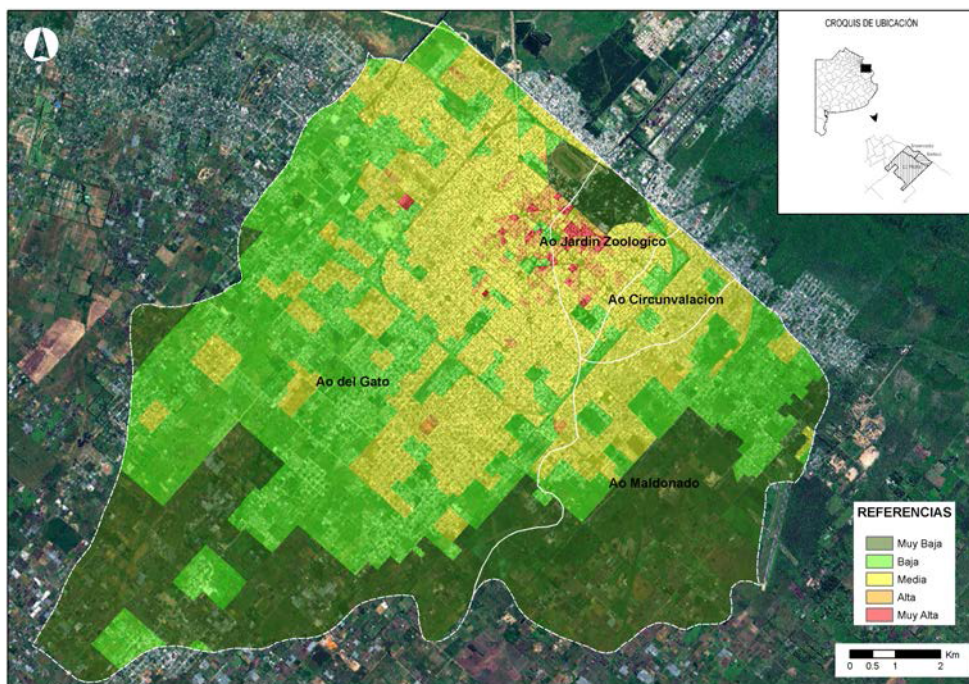 CROQUIS DE UBICACIÓN
Ao Jardin Zoologico
Ao Circunvalacion
Ao del Gato
Ao Maldonado
REFERENCIAS
Muy Baja
Baja
Media
Alta
Muy Alta
Km
0 0.5 1 2